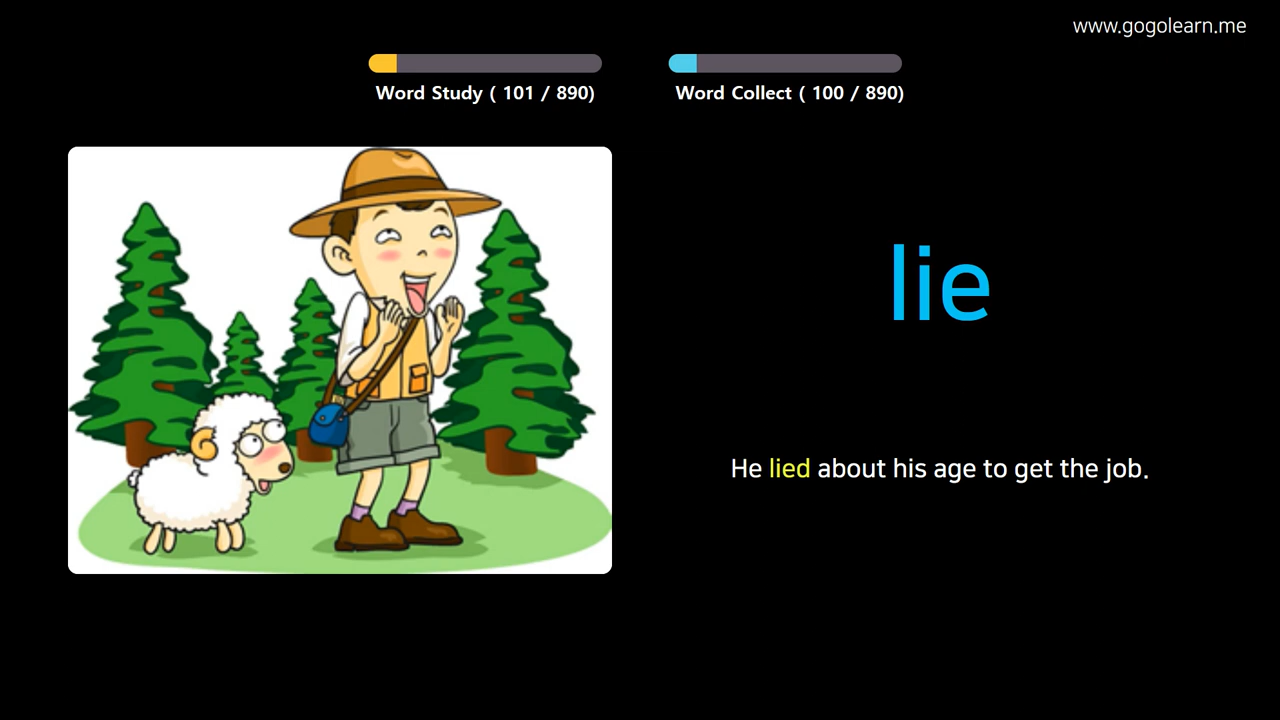 www.gogolearn.me
Word Study ( 101 / 890)
Word Collect ( 100 / 890)
lie
He lied about his age to get the job.